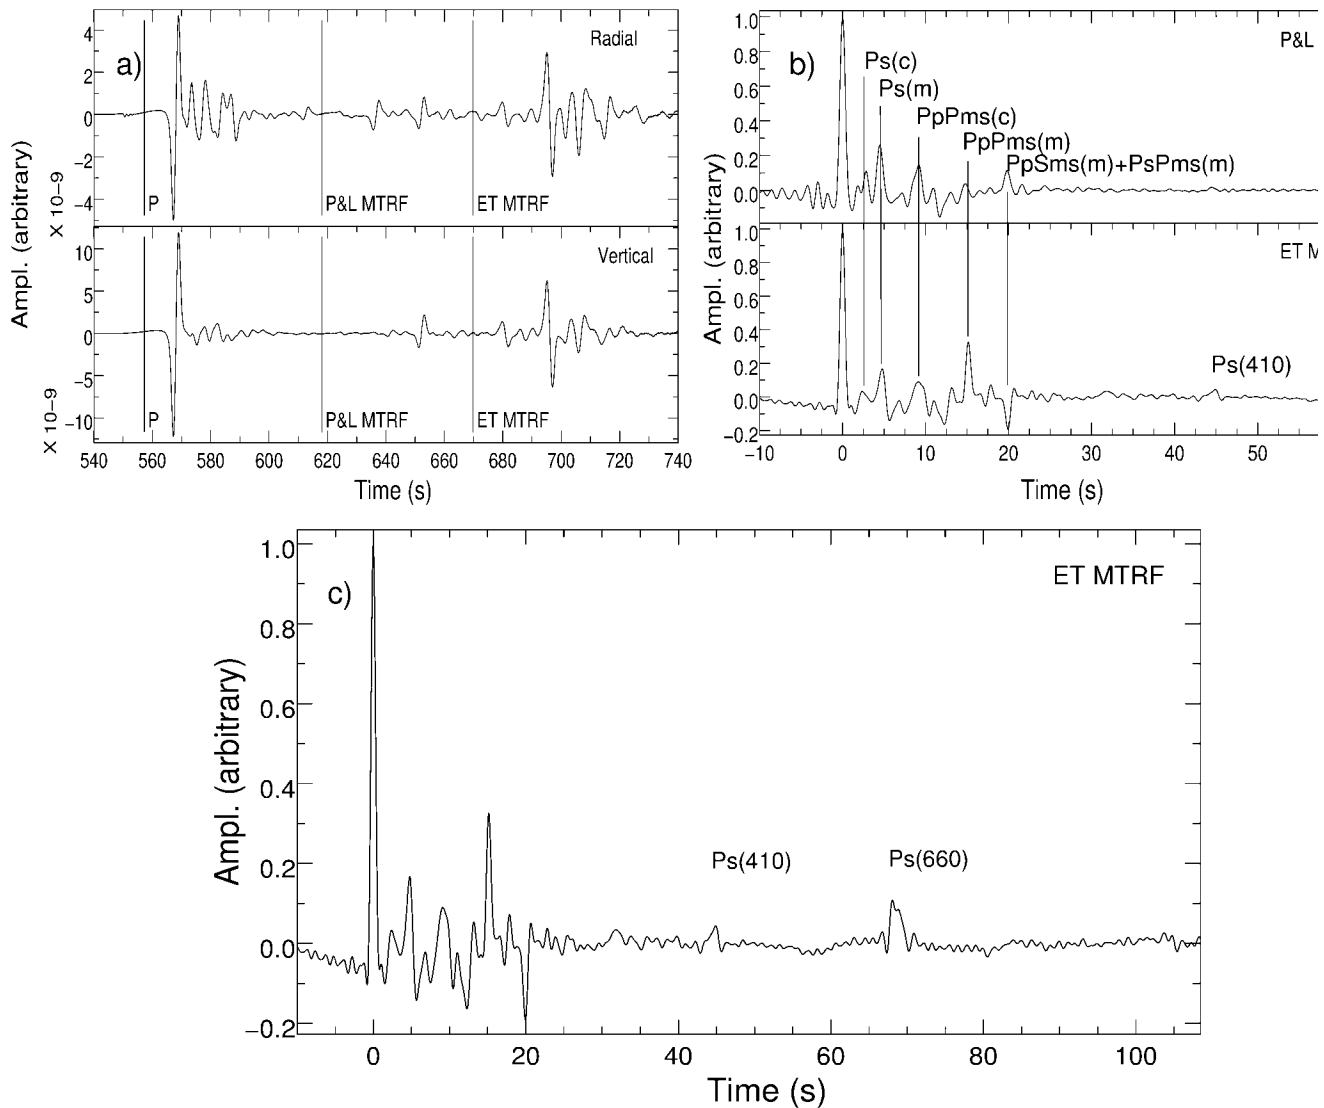 a)
Radial
4
2
0
−2
−4
X 10−9
P
P&L MTRF
ET MTRF
Vertical
10
5
0
−5
−10
X 10−9
P
P&L MTRF
ET MTRF
Ampl. (arbitrary)
540 560 580 600 620 640 660 680 700 720 740
Time (s)
b)
P&L
Ps(c)
Ps(m)
PpPms(c)
PpPms(m)
PpSms(m)+PsPms(m)
1.0
0.8
0.6
0.4
0.2
0.0
ET M
Ps(410)
1.0
0.8
0.6
0.4
0.2
0.0
−0.2
Ampl. (arbitrary)
−10 0 10 20 30 40 50
Time (s)
c)
ET MTRF
Ps(410)
Ps(660)
1.0
0.8
0.6
0.4
0.2
0.0
−0.2
Ampl. (arbitrary)
0 20 40 60 80 100
Time (s)